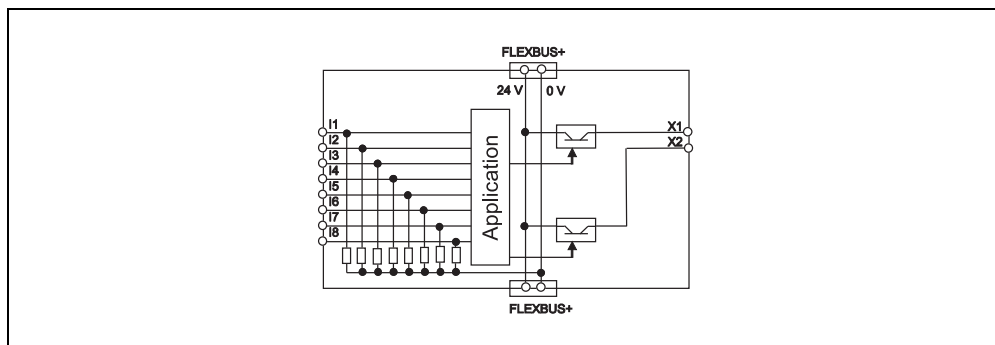 FLEXBUS+
24 V 0 V
I1
I2
I3
I4
I5
I6
I7
I8
Application
X1
X2
FLEXBUS+